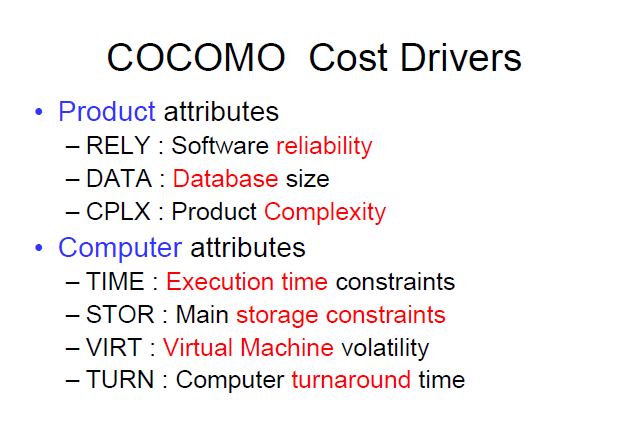 COCOMO Cost Drivers
• Product attributes
– RELY : Software reliability
– DATA : Database size
– CPLX : Product Complexity
• Computer attributes
– TIME : Execution time constraints
– STOR : Main storage constraints
– VIRT : Virtual Machine volatility
– TURN : Computer turnaround time